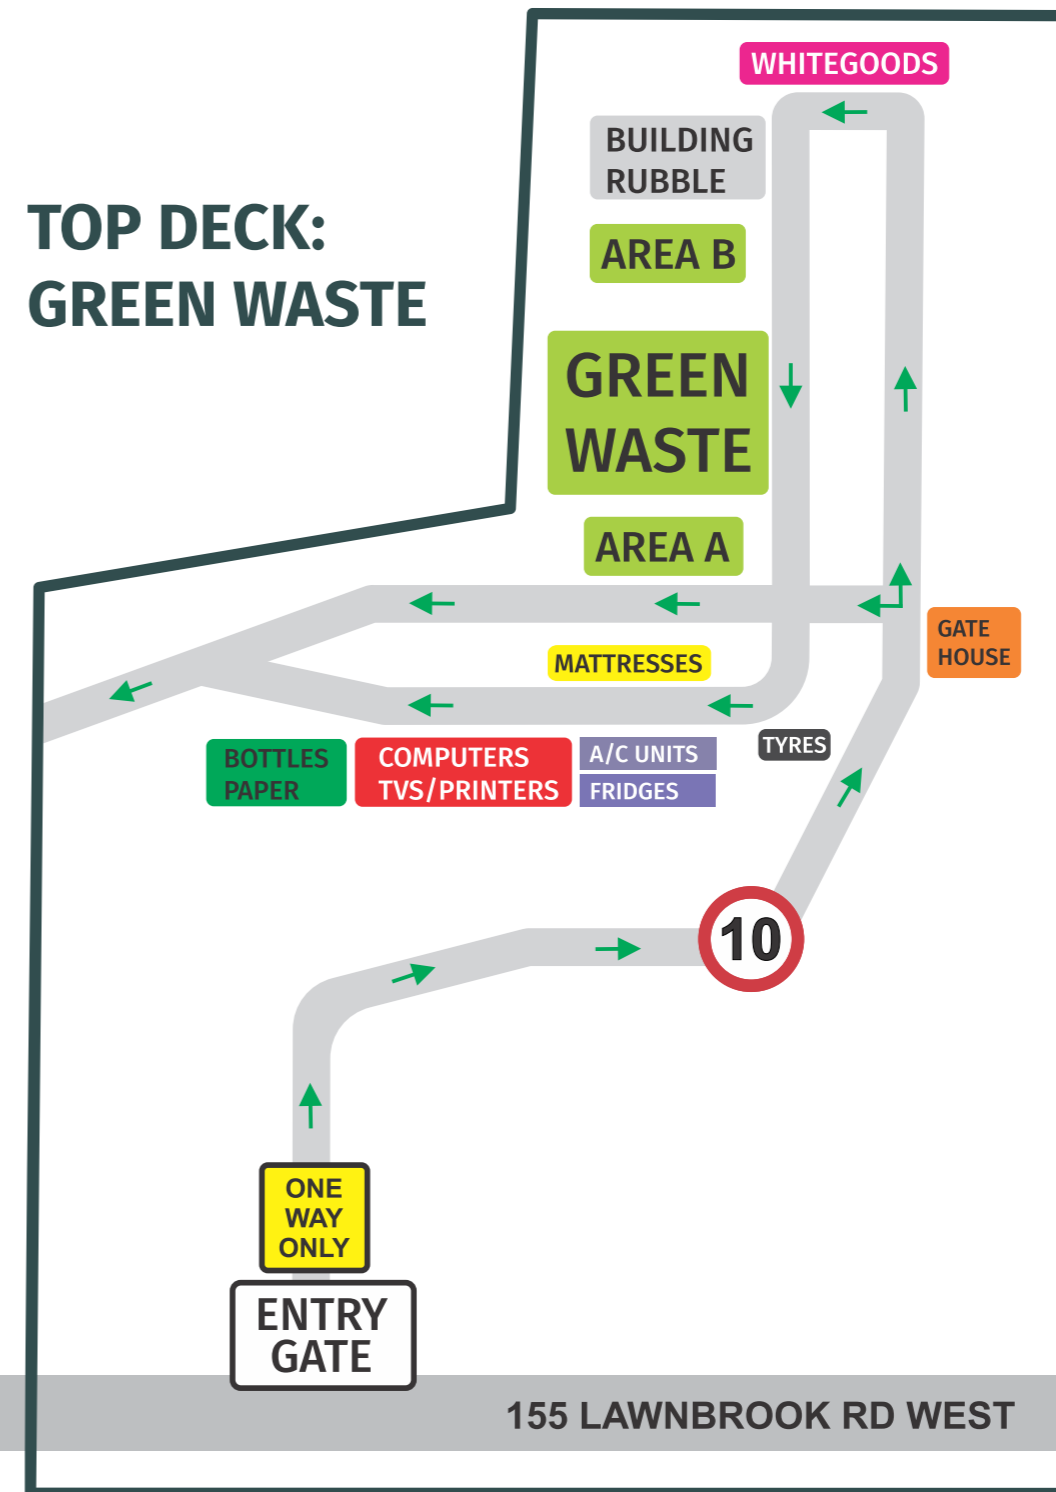 WHITEGOODS
BUILDING
RUBBLE
TOP DECK:
GREEN WASTE
AREA B
GREEN
WASTE
AREA A
GATE
HOUSE
MATTRESSES
TYRES
BOTTLES
PAPER
COMPUTERS
TVS/PRINTERS
A/C UNITS
FRIDGES
10
ONE
WAY
ONLY
ENTRY
GATE
155 LAWNBROOK RD WEST